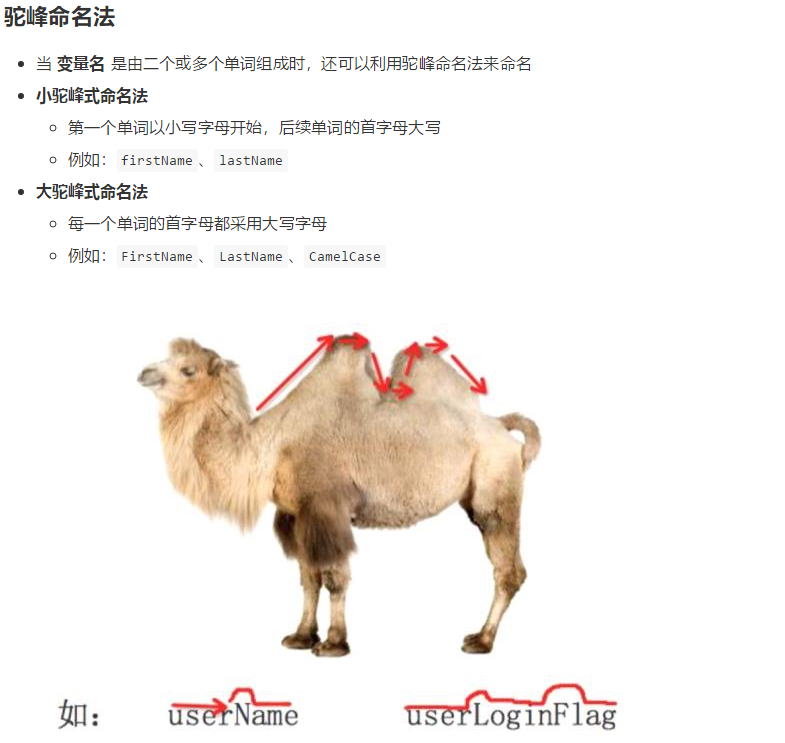 驼峰命名法
当 变量名 是由二个或多个单词组成时，还可以利用驼峰命名法来命名
小驼峰式命名法
第一个单词以小写字母开始，后续单词的首字母大写
例如：firstName、lastName
大驼峰式命名法
每一个单词的首字母都采用大写字母
例如：FirstName、LastName、CamelCase
如： userName userLoginFlag